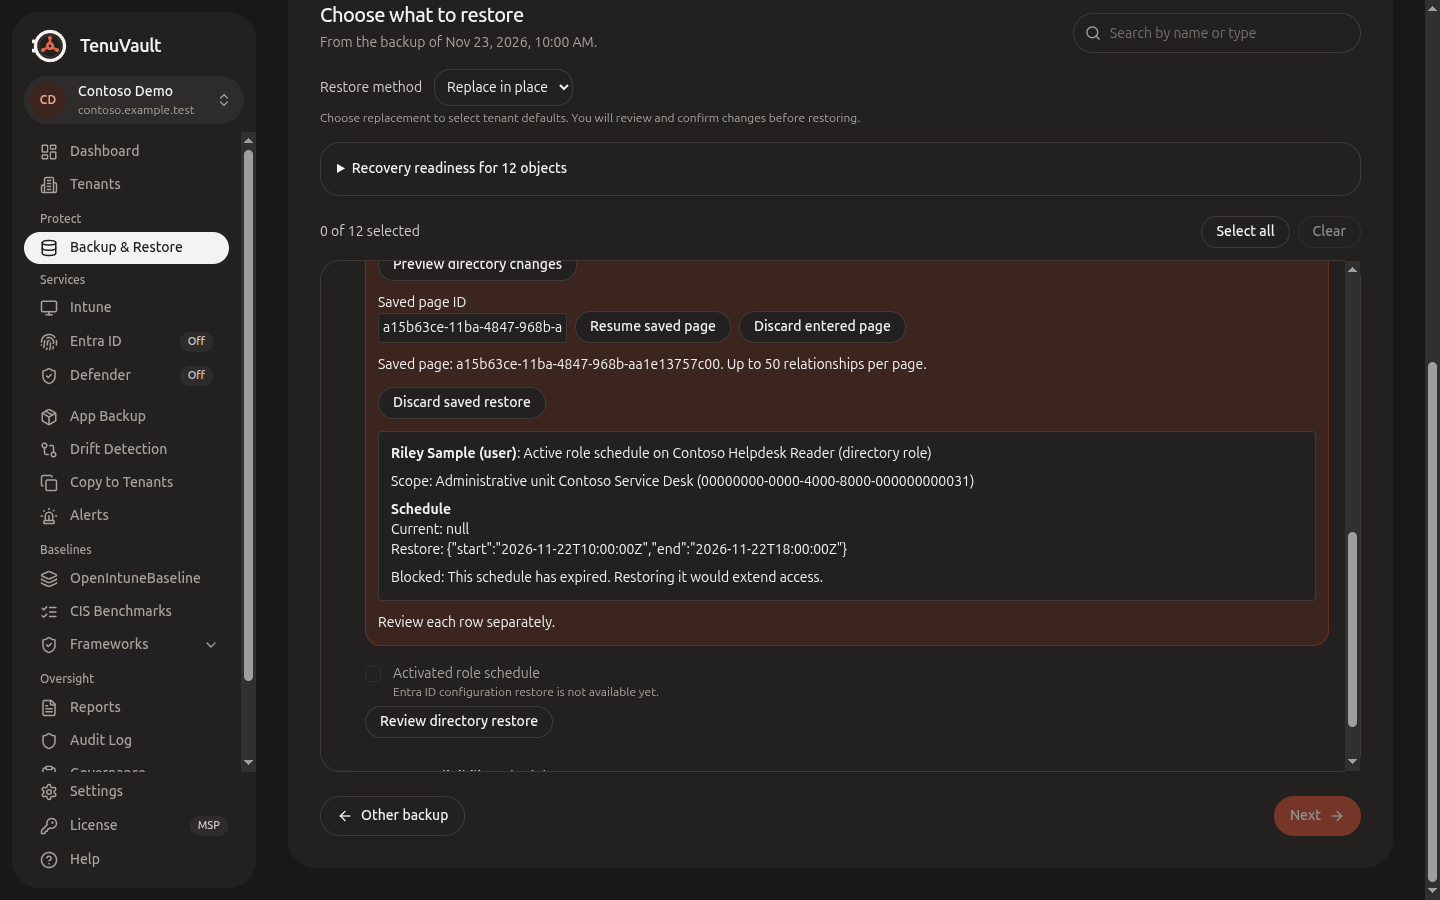 TenuVault
CD
Contoso Demo
contoso.example.test
Dashboard
Tenants
Protect
Backup & Restore
Services
Intune
Entra ID
Off
Defender
Off
App Backup
Drift Detection
Copy to Tenants
Alerts
Baselines
OpenIntuneBaseline
CIS Benchmarks
Frameworks
Oversight
Reports
Audit Log
Governance
Settings
License
MSP
Help
Choose what to restore
From the backup of Nov 23, 2026, 10:00 AM.
Search by name or type
Restore method
Replace in place
Choose replacement to select tenant defaults. You will review and confirm changes before restoring.
Recovery readiness for 12 objects
0 of 12 selected
Select all
Clear
Preview directory changes
Saved page ID
a15b63ce-11ba-4847-968b-a
Resume saved page
Discard entered page
Saved page: a15b63ce-11ba-4847-968b-aa1e13757c00. Up to 50 relationships per page.
Discard saved restore
Riley Sample (user): Active role schedule on Contoso Helpdesk Reader (directory role)
Scope: Administrative unit Contoso Service Desk (00000000-0000-4000-8000-000000000031)
Schedule
Current: null
Restore: {"start":"2026-11-22T10:00:00Z","end":"2026-11-22T18:00:00Z"}
Blocked: This schedule has expired. Restoring it would extend access.
Review each row separately.
Activated role schedule
Entra ID configuration restore is not available yet.
Review directory restore
Other backup
Next